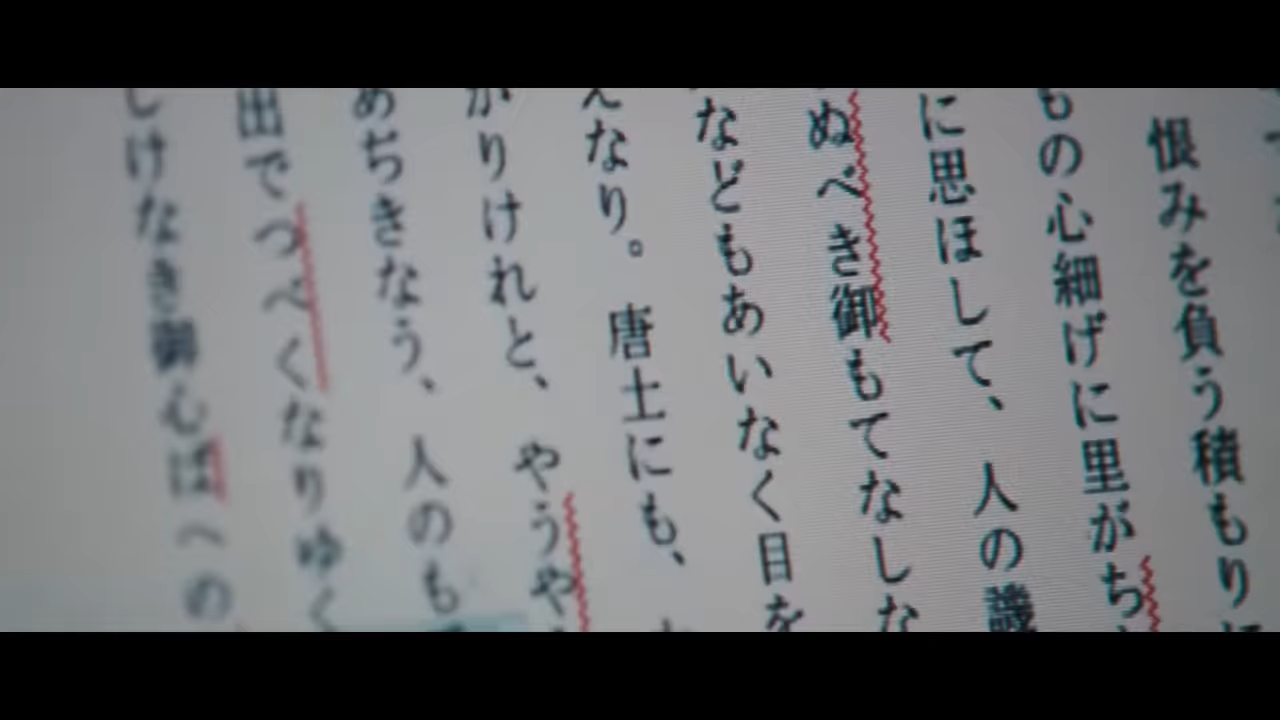 恨みを負う積もりに
もの心細げに里がち
に思ほして、人の譏
ぬべき御もてなしな
などもあいなく目を
えなり。唐土にも、
かりけれと、やうや
あぢきなう、人のも
出でつべくなりゆく
しけなき御心ばへの